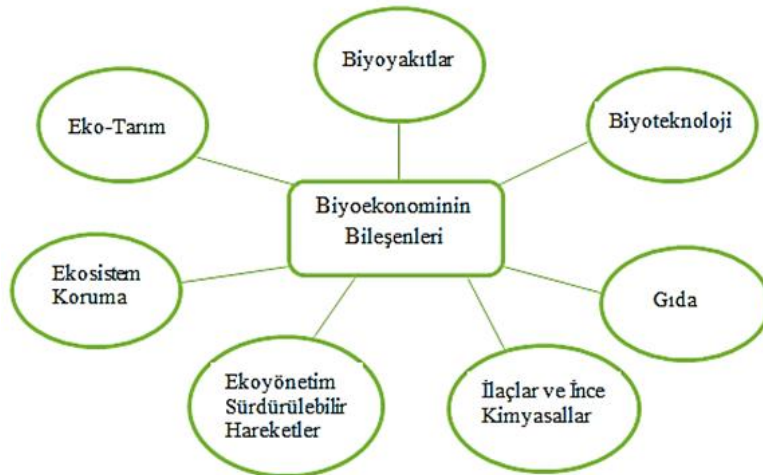 Biyoyakıtlar
Eko-Tarım
Biyoteknoloji
Biyoekonominin
Bileşenleri
Ekosistem
Koruma
Gıda
Ekoyönetim
Sürdürülebilir
Hareketler
İlaçlar ve İnce
Kimyasallar